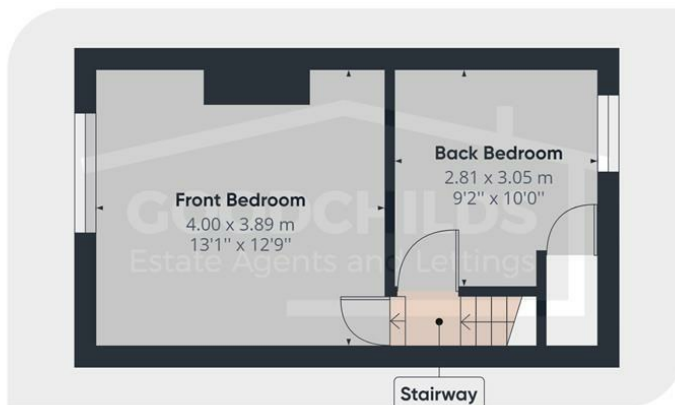 Front Bedroom
4.00 x 3.89 m
13'1'' x 12'9''
Back Bedroom
2.81 x 3.05 m
9'2'' x 10'0''
GOODCHILDS
Estate Agents and Lettings
Stairway